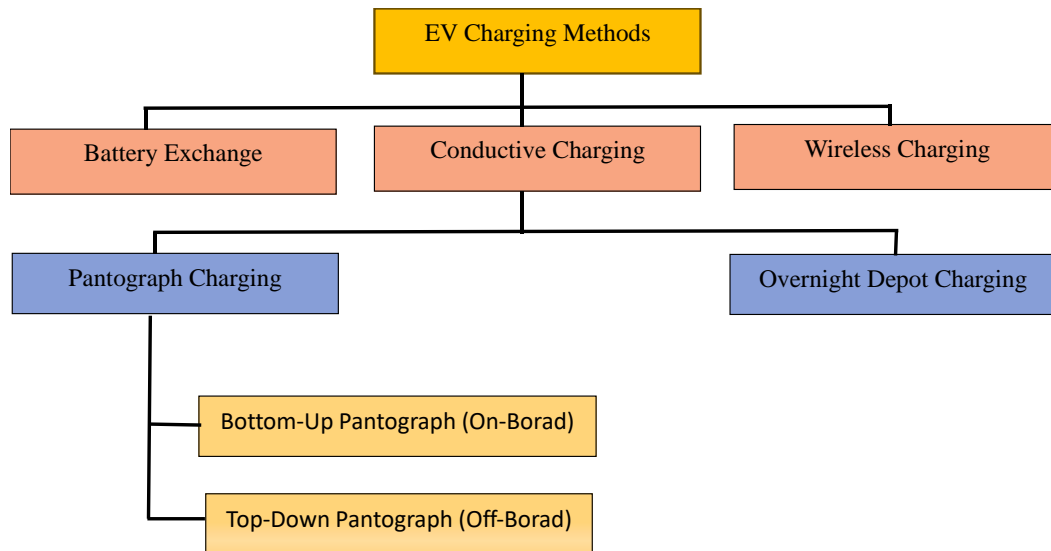 EV Charging Methods
Battery Exchange
Conductive Charging
Wireless Charging
Pantograph Charging
Overnight Depot Charging
Bottom-Up Pantograph (On-Borad)
Top-Down Pantograph (Off-Borad)